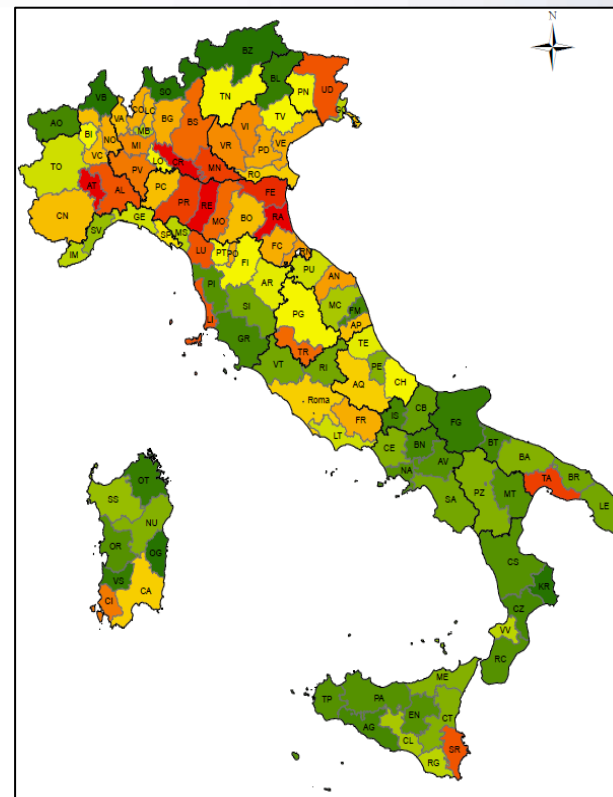 N
BZ
VB
SO
BL
UD
AO
TN
PN
VA
CO
LC
BG
BS
TV
BI
MB
NO
MI
VR
VI
VE
PD
TO
VC
LO
CR
MN
RO
PV
AT
AL
PC
PR
RE
FE
CN
GE
MO
BO
RA
SV
SP
MS
IM
LU
PT
PO
FC
RN
FI
PU
AN
PI
AR
MC
FM
LI
SI
PG
AP
GR
TE
TR
VT
RI
PE
AQ
CH
Roma
FR
IS
CB
FG
LT
CE
BN
BT
BA
NA
AV
BR
TA
OT
SS
SA
PZ
MT
LE
NU
OR
OG
CS
VS
CI
CA
KR
CZ
VV
RC
ME
TP
PA
EN
CT
AG
CL
SR
RG